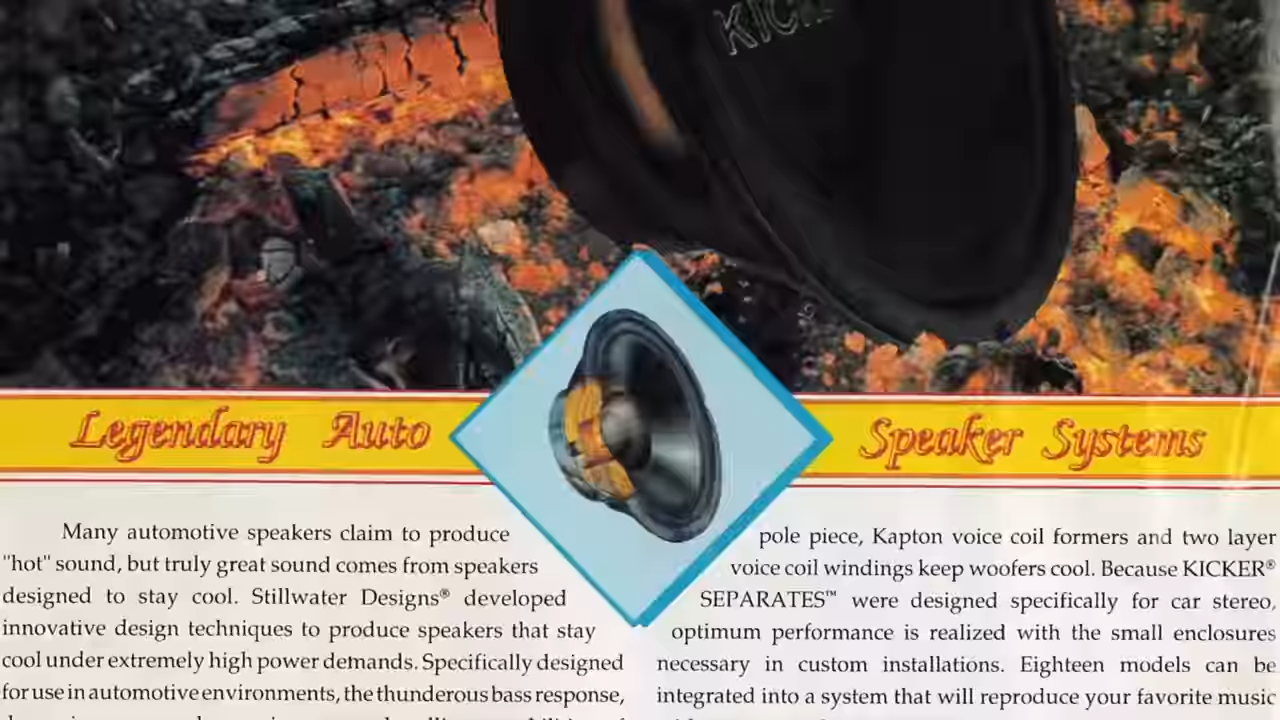 KICK
Legendary Auto Speaker Systems
Many automotive speakers claim to produce
"hot" sound, but truly great sound comes from speakers
designed to stay cool. Stillwater Designs® developed
innovative design techniques to produce speakers that stay
cool under extremely high power demands. Specifically designed
for use in automotive environments, the thunderous bass response,
pole piece, Kapton voice coil formers and two layer
voice coil windings keep woofers cool. Because KICKER®
SEPARATES™ were designed specifically for car stereo,
optimum performance is realized with the small enclosures
necessary in custom installations. Eighteen models can be
integrated into a system that will reproduce your favorite music